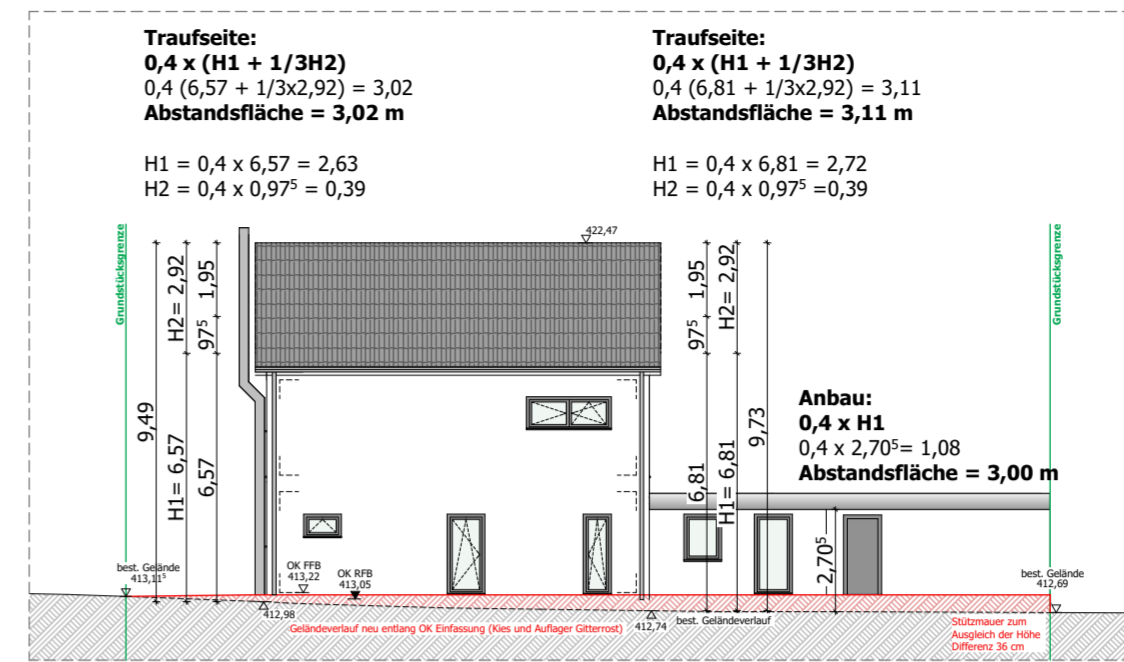 Traufseite:
0,4 x (H1 + 1/3H2)
0,4 (6,57 + 1/3x2,92) = 3,02
Abstandsfläche = 3,02 m
H1 = 0,4 x 6,57 = 2,63
H2 = 0,4 x 0,97⁵ = 0,39
Traufseite:
0,4 x (H1 + 1/3H2)
0,4 (6,81 + 1/3x2,92) = 3,11
Abstandsfläche = 3,11 m
H1 = 0,4 x 6,81 = 2,72
H2 = 0,4 x 0,97⁵ =0,39
Grundstücksgrenze
9,49
H2= 2,92
H1= 6,57
1,95
97⁵
6,57
422,47
1,95
97⁵
6,81
H2= 2,92
H1= 6,81
9,73
Grundstücksgrenze
Anbau:
0,4 x H1
0,4 x 2,70⁵= 1,08
Abstandsfläche = 3,00 m
2,70⁵
best. Gelände
413,11⁵
OK FFB
413,22
OK RFB
413,05
best. Gelände
412,69
412,98
Geländeverlauf neu entlang OK Einfassung (Kies und Auflager Gitterrost)
412,74
best. Geländeverlauf
Stützmauer zum
Ausgleich der Höhe
Differenz 36 cm